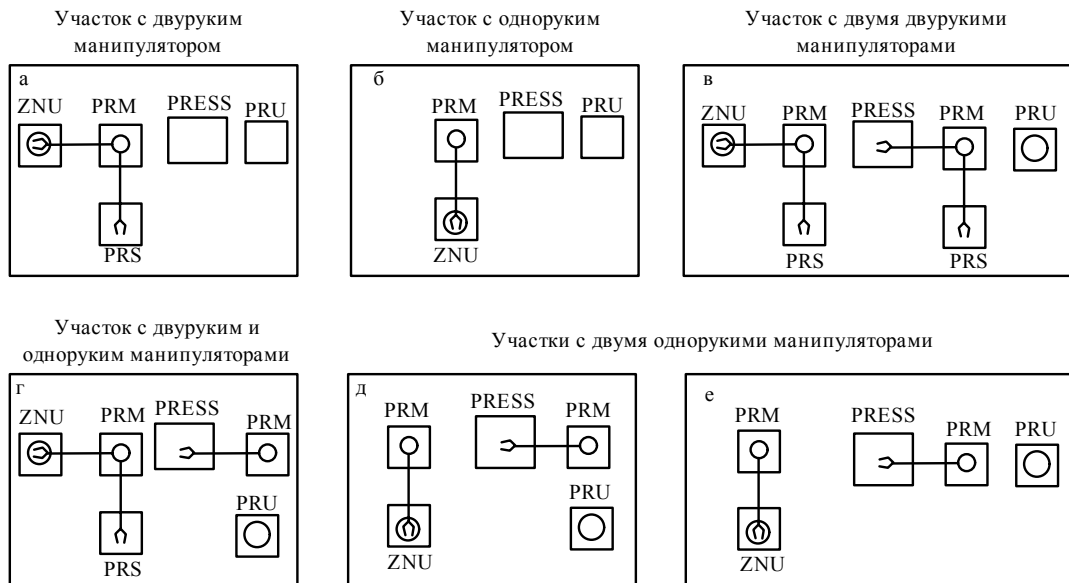 Участок с двуруким
манипулятором
Участок с одноруким
манипулятором
Участок с двумя двурукими
манипуляторами
а
ZNU
PRM
PRESS
PRU
PRS
б
PRM
PRESS
PRU
ZNU
в
ZNU
PRM
PRESS
PRM
PRU
PRS
PRS
Участок с двуруким и
одноруким манипуляторами
Участки с двумя однорукими манипуляторами
г
ZNU
PRM
PRESS
PRM
PRU
PRS
д
PRM
PRESS
PRM
PRU
ZNU
е
PRM
PRESS
PRM
PRU
ZNU